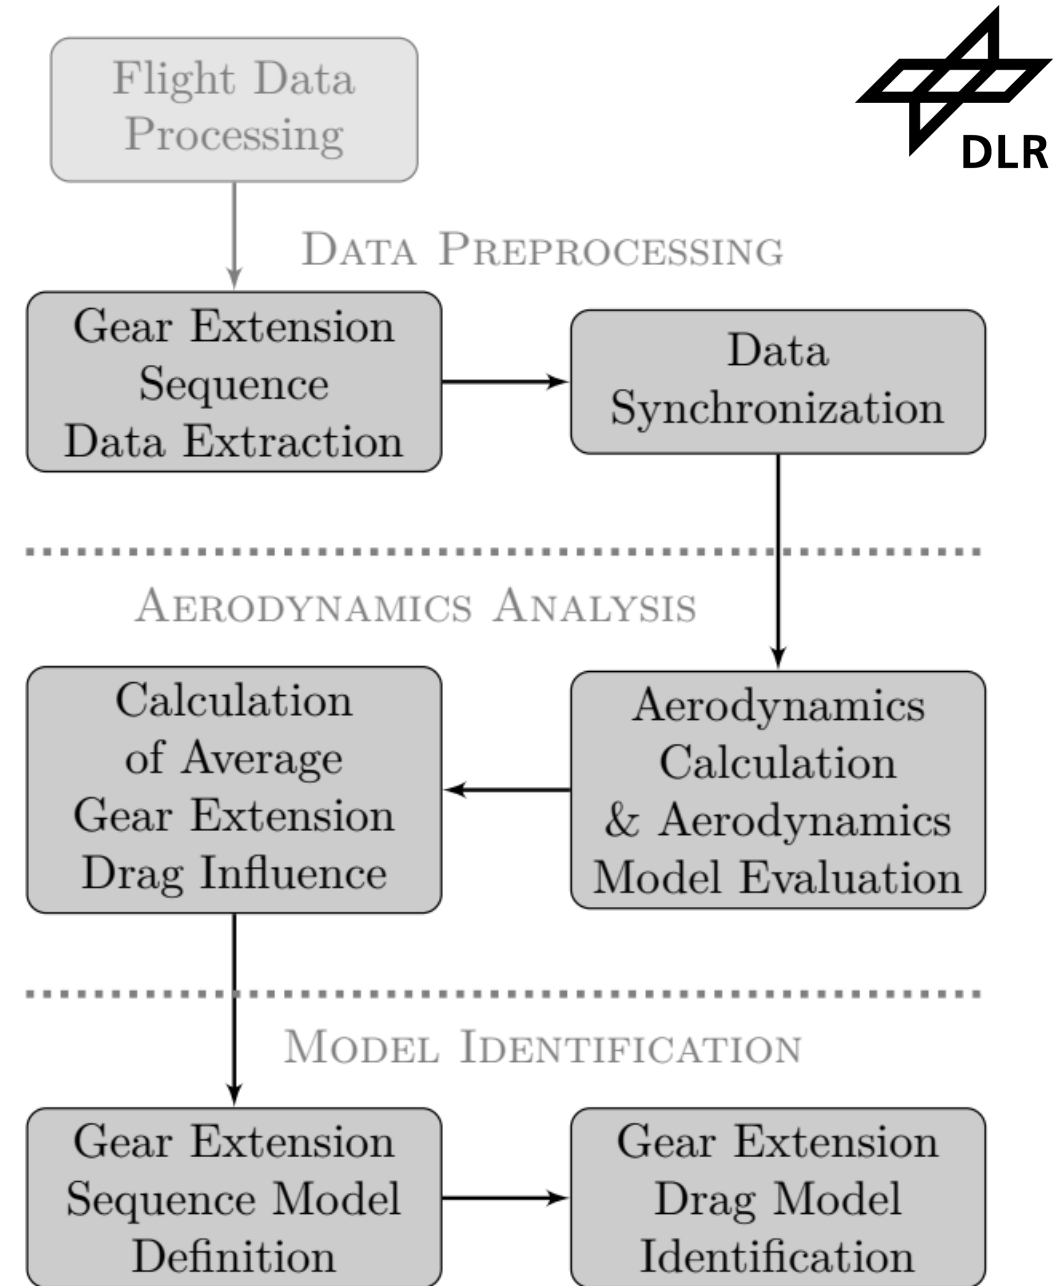 Flight Data
Processing
DLR
DATA PREPROCESSING
Gear Extension
Sequence
Data Extraction
Data
Synchronization
AERODYNAMICS ANALYSIS
Calculation
of Average
Gear Extension
Drag Influence
Aerodynamics
Calculation
& Aerodynamics
Model Evaluation
MODEL IDENTIFICATION
Gear Extension
Sequence Model
Definition
Gear Extension
Drag Model
Identification